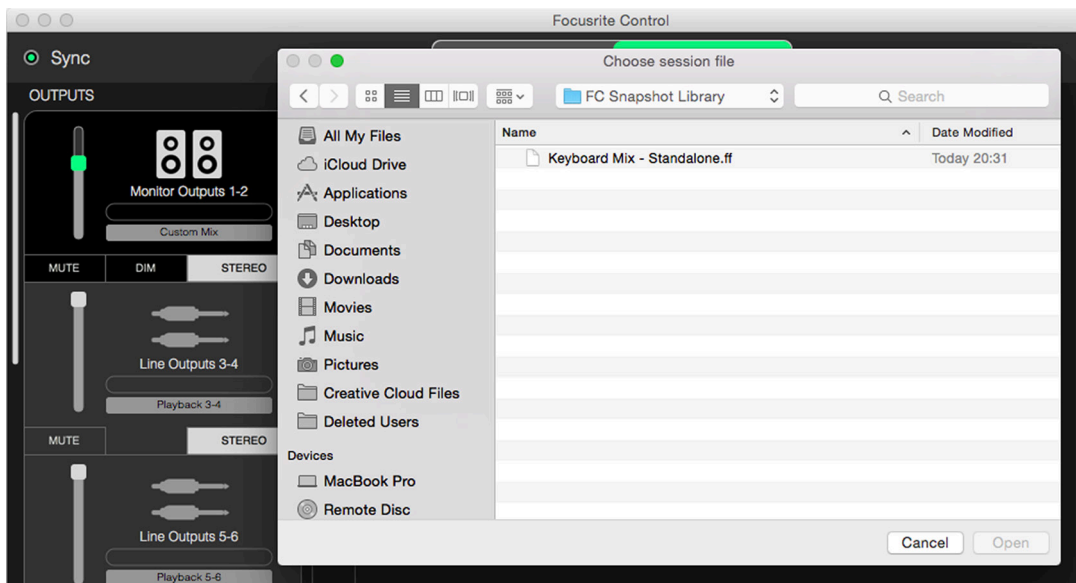 Focusrite Control
Sync
OUTPUTS
Monitor Outputs 1-2
Custom Mix
MUTE DIM STEREO
Line Outputs 3-4
Playback 3-4
MUTE STEREO
Line Outputs 5-6
Playback 5-6
Choose session file
FC Snapshot Library
Search
All My Files
iCloud Drive
Applications
Desktop
Documents
Downloads
Movies
Music
Pictures
Creative Cloud Files
Deleted Users
Devices
MacBook Pro
Remote Disc
Name Date Modified
Keyboard Mix - Standalone.ff Today 20:31
Cancel Open